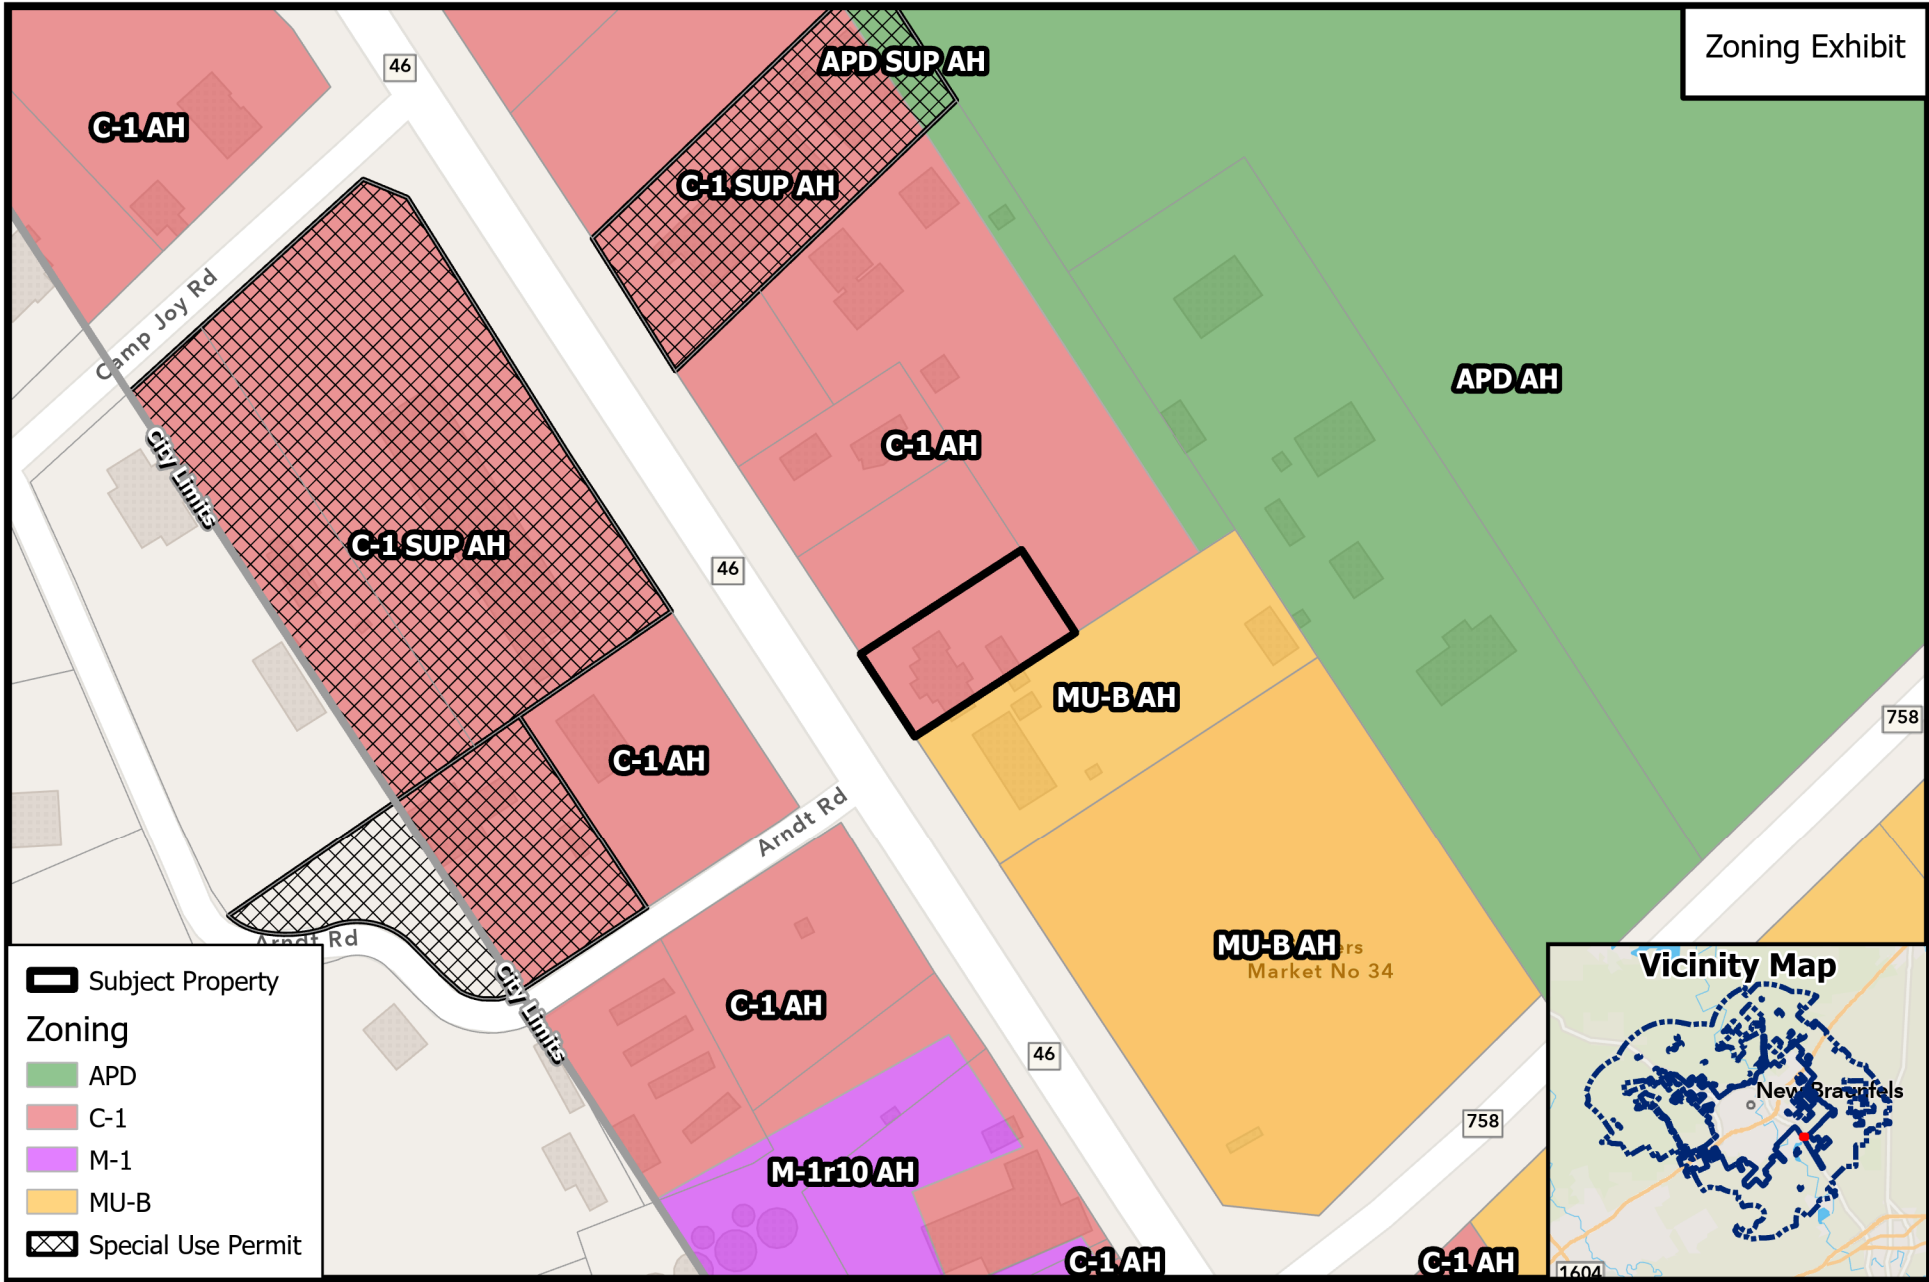 Zoning Exhibit
46
APD SUP AH
C-1 AH
C-1 SUP AH
Camp Joy Rd
APD AH
City Limits
C-1 AH
C-1 SUP AH
46
MU-B AH
758
C-1 AH
Arndt Rd
MU-B AH
Market No 34
Arndt Rd
City Limits
C-1 AH
46
758
M-1r10 AH
C-1 AH
C-1 AH
Subject Property
Zoning
APD
C-1
M-1
MU-B
Special Use Permit
Vicinity Map
New Braunfels
1604